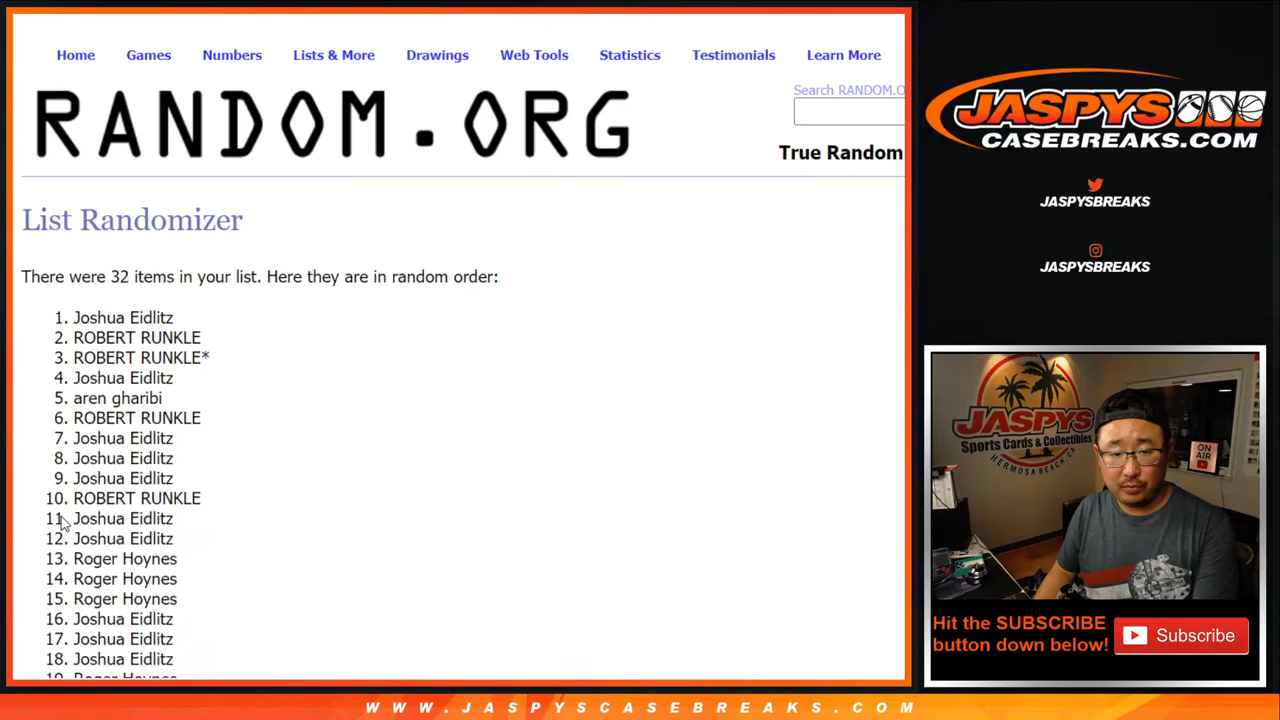 Home Games Numbers Lists & More Drawings Web Tools Statistics Testimonials Learn More
RANDOM.ORG
Search RANDOM.O
True Random
List Randomizer
There were 32 items in your list. Here they are in random order:
1. Joshua Eidlitz
2. ROBERT RUNKLE
3. ROBERT RUNKLE*
4. Joshua Eidlitz
5. aren gharibi
6. ROBERT RUNKLE
7. Joshua Eidlitz
8. Joshua Eidlitz
9. Joshua Eidlitz
10. ROBERT RUNKLE
11. Joshua Eidlitz
12. Joshua Eidlitz
13. Roger Hoynes
14. Roger Hoynes
15. Roger Hoynes
16. Joshua Eidlitz
17. Joshua Eidlitz
18. Joshua Eidlitz
19. Roger Hoynes
JASPYS
CASEBREAKS.COM
JASPYSBREAKS
JASPYSBREAKS
JASPYS
Sports Cards & Collectibles
HERMOSA BEACH, CA
ON
AIR
Hit the SUBSCRIBE
button down below!
Subscribe
WWW.JASPYSCASEBREAKS.COM